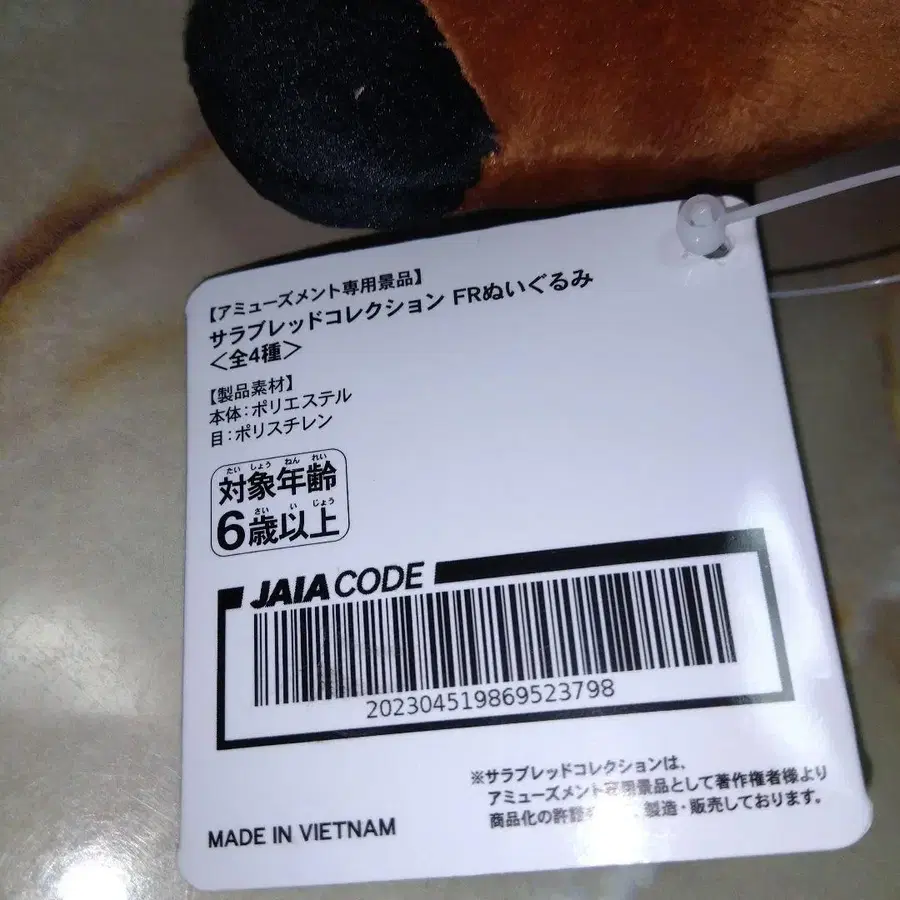 【アミューズメント専用景品】
サラブレッドコレクション FRぬいぐるみ
＜全4種＞
【製品素材】
本体：ポリエステル
目：ポリスチレン
たいしょうねんれい
対象年齢
さいいじょう
6歳以上
JAIA CODE
202304519869523798
※サラブレッドコレクションは、
アミューズメント専用景品として著作権者様より
商品化の許諾 製造・販売しております。
MADE IN VIETNAM